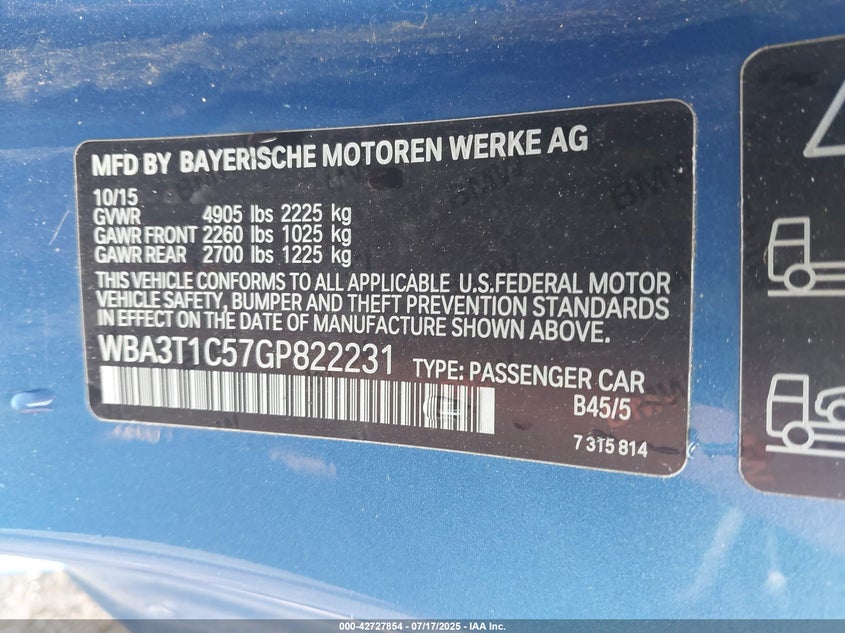 MFD BY BAYERISCHE MOTOREN WERKE AG
10/15
GVWR 4905 lbs 2225 kg
GAWR FRONT 2260 lbs 1025 kg
GAWR REAR 2700 lbs 1225 kg
THIS VEHICLE CONFORMS TO ALL APPLICABLE U.S.FEDERAL MOTOR
VEHICLE SAFETY, BUMPER AND THEFT PREVENTION STANDARDS
IN EFFECT ON THE DATE OF MANUFACTURE SHOWN ABOVE.
WBA3T1C57GP822231 TYPE: PASSENGER CAR
B45/5
7 315 814
000-42727854 | 07/17/2025 | IAA Inc.